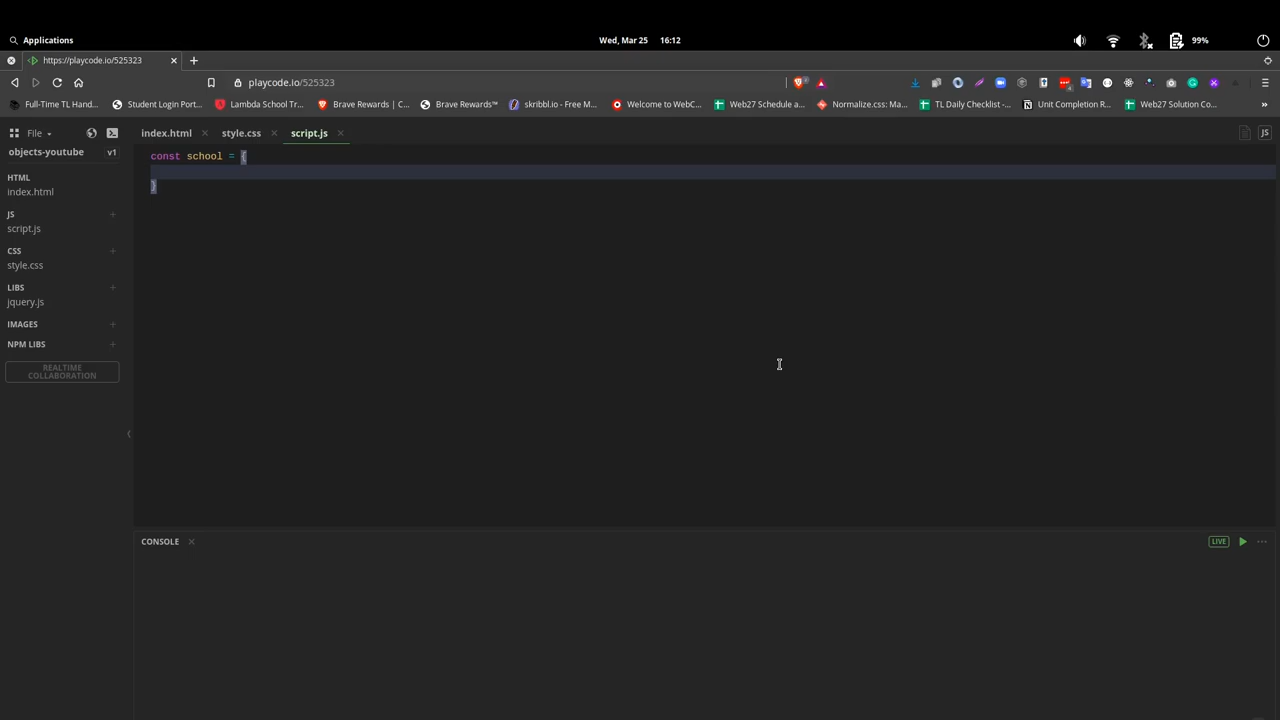 Applications
Wed, Mar 25 16:12
99%
https://playcode.io/525323
playcode.io/525323
Full-Time TL Hand...
Student Login Port...
Lambda School Tr...
Brave Rewards | C...
Brave Rewards™
skribbl.io - Free M...
Welcome to WebC...
Web27 Schedule a...
Normalize.css: Ma...
TL Daily Checklist -...
Unit Completion R...
Web27 Solution Co...
File
index.html
style.css
script.js
JS
objects-youtube
v1
const school = {
}
HTML
index.html
JS
script.js
CSS
style.css
LIBS
jquery.js
IMAGES
NPM LIBS
REALTIME
COLLABORATION
CONSOLE
LIVE